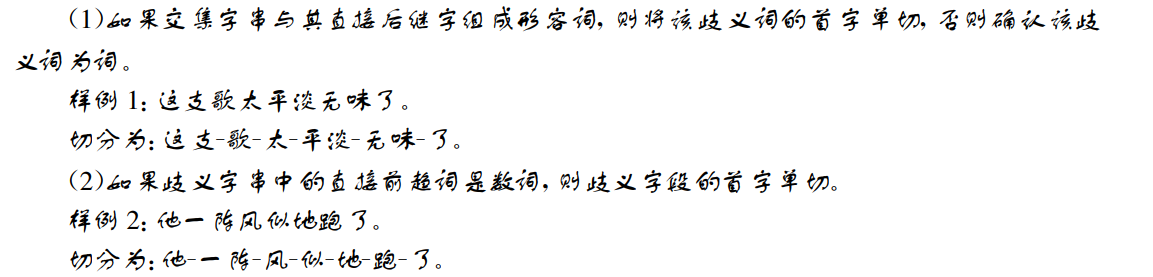 (1)如果交集字串与其直接后继字组成形容词,则将该歧义词的首字单切,否则确认该歧
义词为词。
样例1:这支歌太平淡无味了。
切分为:这支-歌-太-平淡-无味-了。
(2)如果歧义字串中的直接前趋词是数词,则歧义字段的首字单切。
样例2:他一阵风似地跑了。
切分为:他-一阵-风-似-地-跑-了。